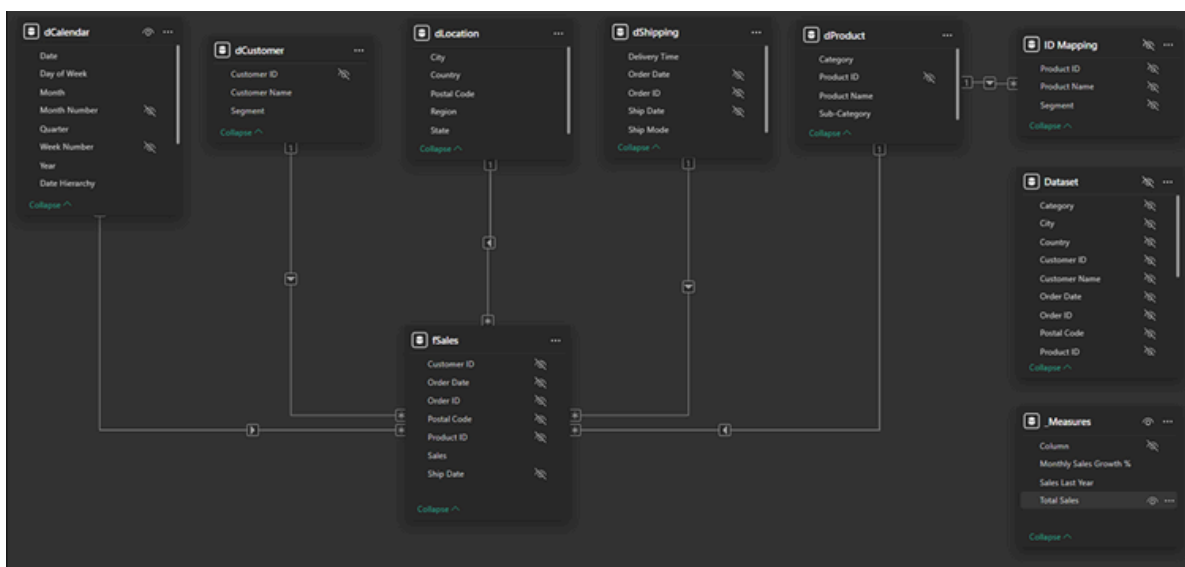 dCalendar
Date
Day of Week
Month
Month Number
Quarter
Week Number
Year
Date Hierarchy
Collapse
dCustomer
Customer ID
Customer Name
Segment
Collapse
dLocation
City
Country
Postal Code
Region
State
Collapse
dShipping
Delivery Time
Order Date
Order ID
Ship Date
Ship Mode
Collapse
dProduct
Category
Product ID
Product Name
Sub-Category
Collapse
1
*
ID Mapping
Product ID
Product Name
Segment
Collapse
1
1
1
1
Dataset
Category
City
Country
Customer ID
Customer Name
Order Date
Order ID
Postal Code
Product ID
Collapse
*
fSales
Customer ID
Order Date
Order ID
Postal Code
Product ID
Sales
Ship Date
Collapse
*
*
*
*
_Measures
Column
Monthly Sales Growth %
Sales Last Year
Total Sales
Collapse